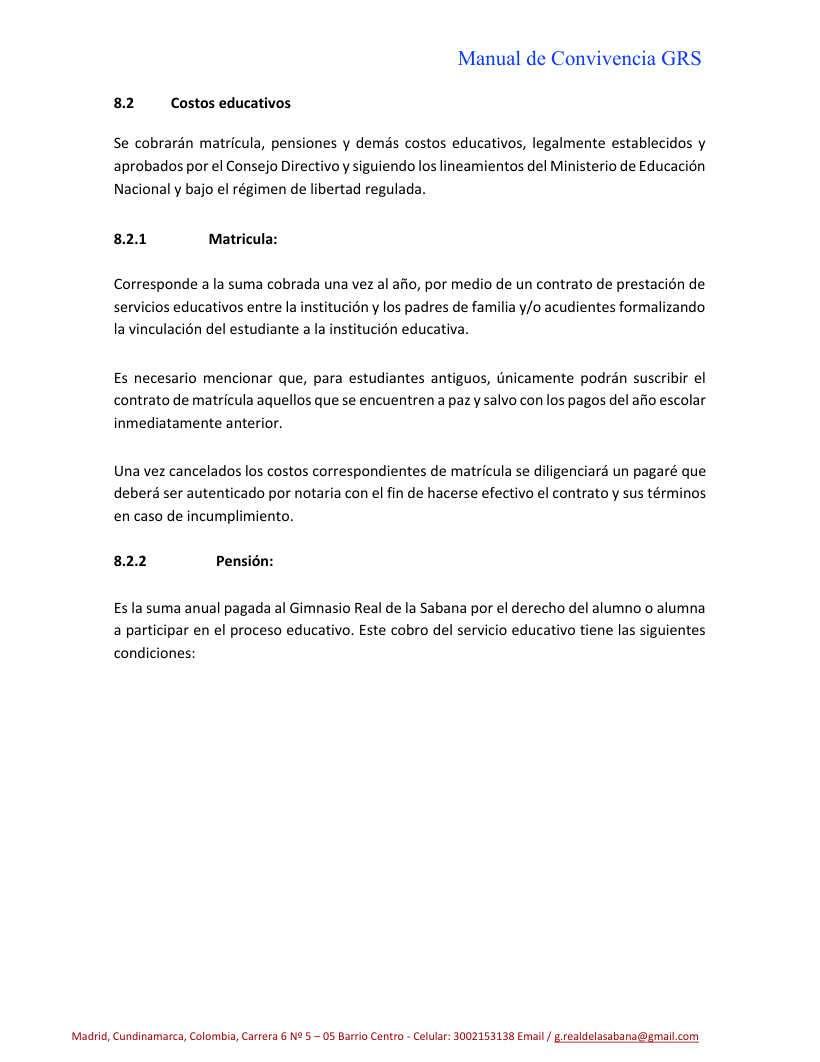 Manual de Convivencia GRS
8.2 Costos educativos
Se cobrarán matrícula, pensiones y demás costos educativos, legalmente establecidos y
aprobados por el Consejo Directivo y siguiendo los lineamientos del Ministerio de Educación
Nacional y bajo el régimen de libertad regulada.
8.2.1 Matricula:
Corresponde a la suma cobrada una vez al año, por medio de un contrato de prestación de
servicios educativos entre la institución y los padres de familia y/o acudientes formalizando
la vinculación del estudiante a la institución educativa.
Es necesario mencionar que, para estudiantes antiguos, únicamente podrán suscribir el
contrato de matrícula aquellos que se encuentren a paz y salvo con los pagos del año escolar
inmediatamente anterior.
Una vez cancelados los costos correspondientes de matrícula se diligenciará un pagaré que
deberá ser autenticado por notaria con el fin de hacerse efectivo el contrato y sus términos
en caso de incumplimiento.
8.2.2 Pensión:
Es la suma anual pagada al Gimnasio Real de la Sabana por el derecho del alumno o alumna
a participar en el proceso educativo. Este cobro del servicio educativo tiene las siguientes
condiciones:
Madrid, Cundinamarca, Colombia, Carrera 6 Nº 5 – 05 Barrio Centro - Celular: 3002153138 Email / g.realdelasabana@gmail.com